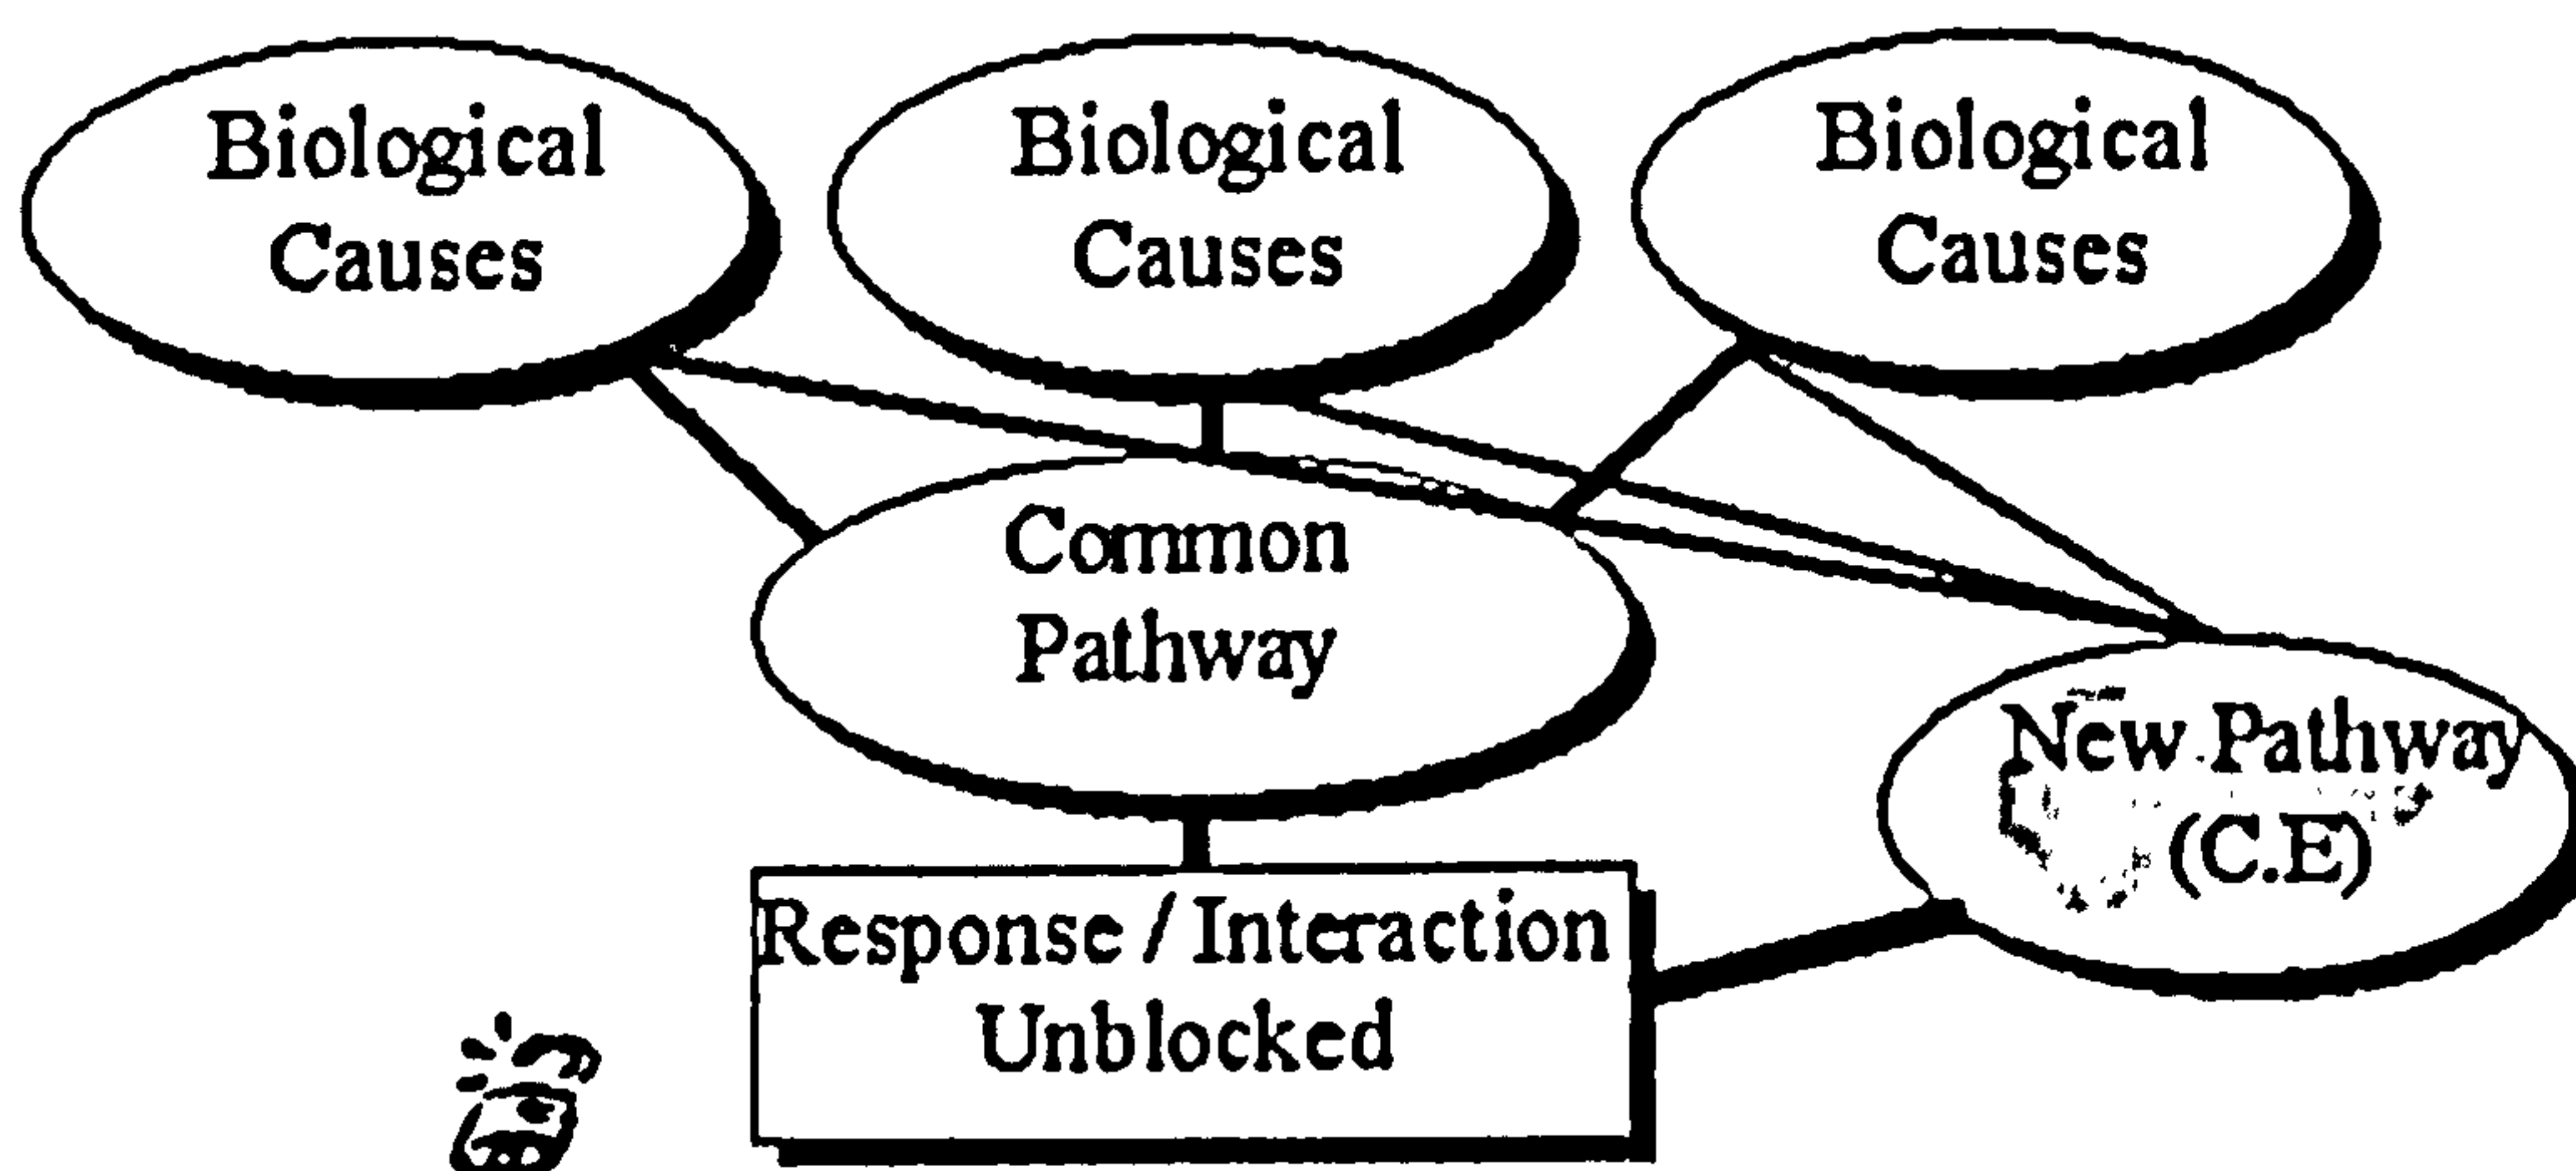 Biological
Causes
Biological
Causes
Biological
Causes
Common
Pathway
New Pathway
(C.E)
Response / Interaction
Unblocked